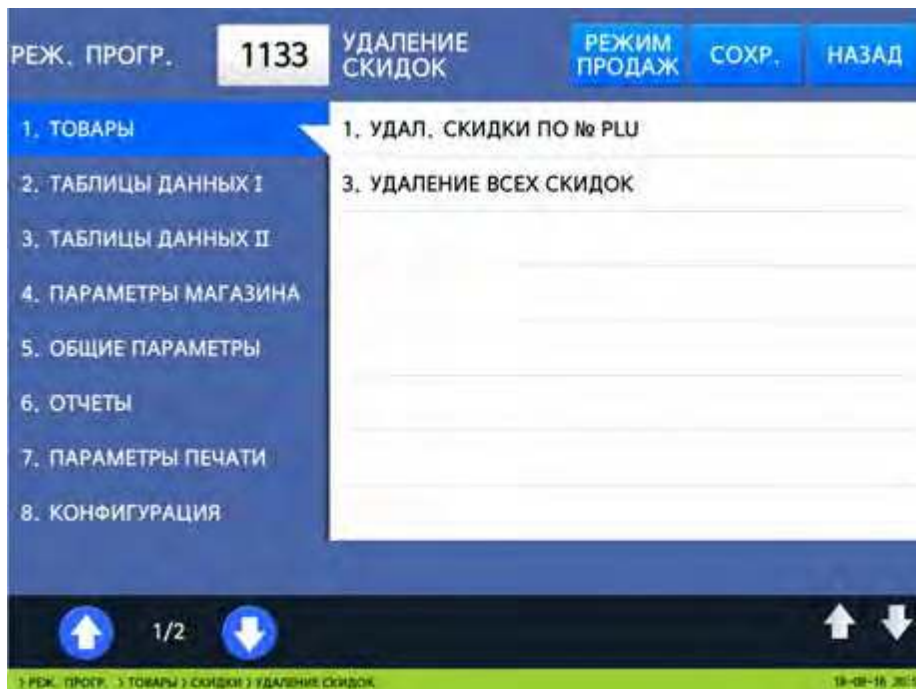 РЕЖ. ПРОГР.
1133
УДАЛЕНИЕ
СКИДОК
РЕЖИМ
ПРОДАЖ
СОХР.
НАЗАД
1. ТОВАРЫ
2. ТАБЛИЦЫ ДАННЫХ I
3. ТАБЛИЦЫ ДАННЫХ II
4. ПАРАМЕТРЫ МАГАЗИНА
5. ОБЩИЕ ПАРАМЕТРЫ
6. ОТЧЕТЫ
7. ПАРАМЕТРЫ ПЕЧАТИ
8. КОНФИГУРАЦИЯ
1. УДАЛ. СКИДКИ ПО № PLU
3. УДАЛЕНИЕ ВСЕХ СКИДОК
1/2
> РЕЖ. ПРОГР. > ТОВАРЫ > СКИДКИ > УДАЛЕНИЕ СКИДОК